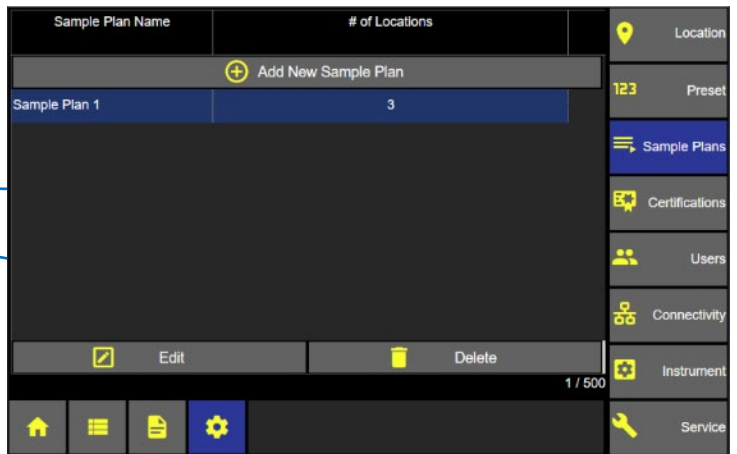 Sample Plan Name # of Locations
Add New Sample Plan
Sample Plan 1 3
Edit Delete
1 / 500
Location
123 Preset
Sample Plans
Certifications
Users
Connectivity
Instrument
Service